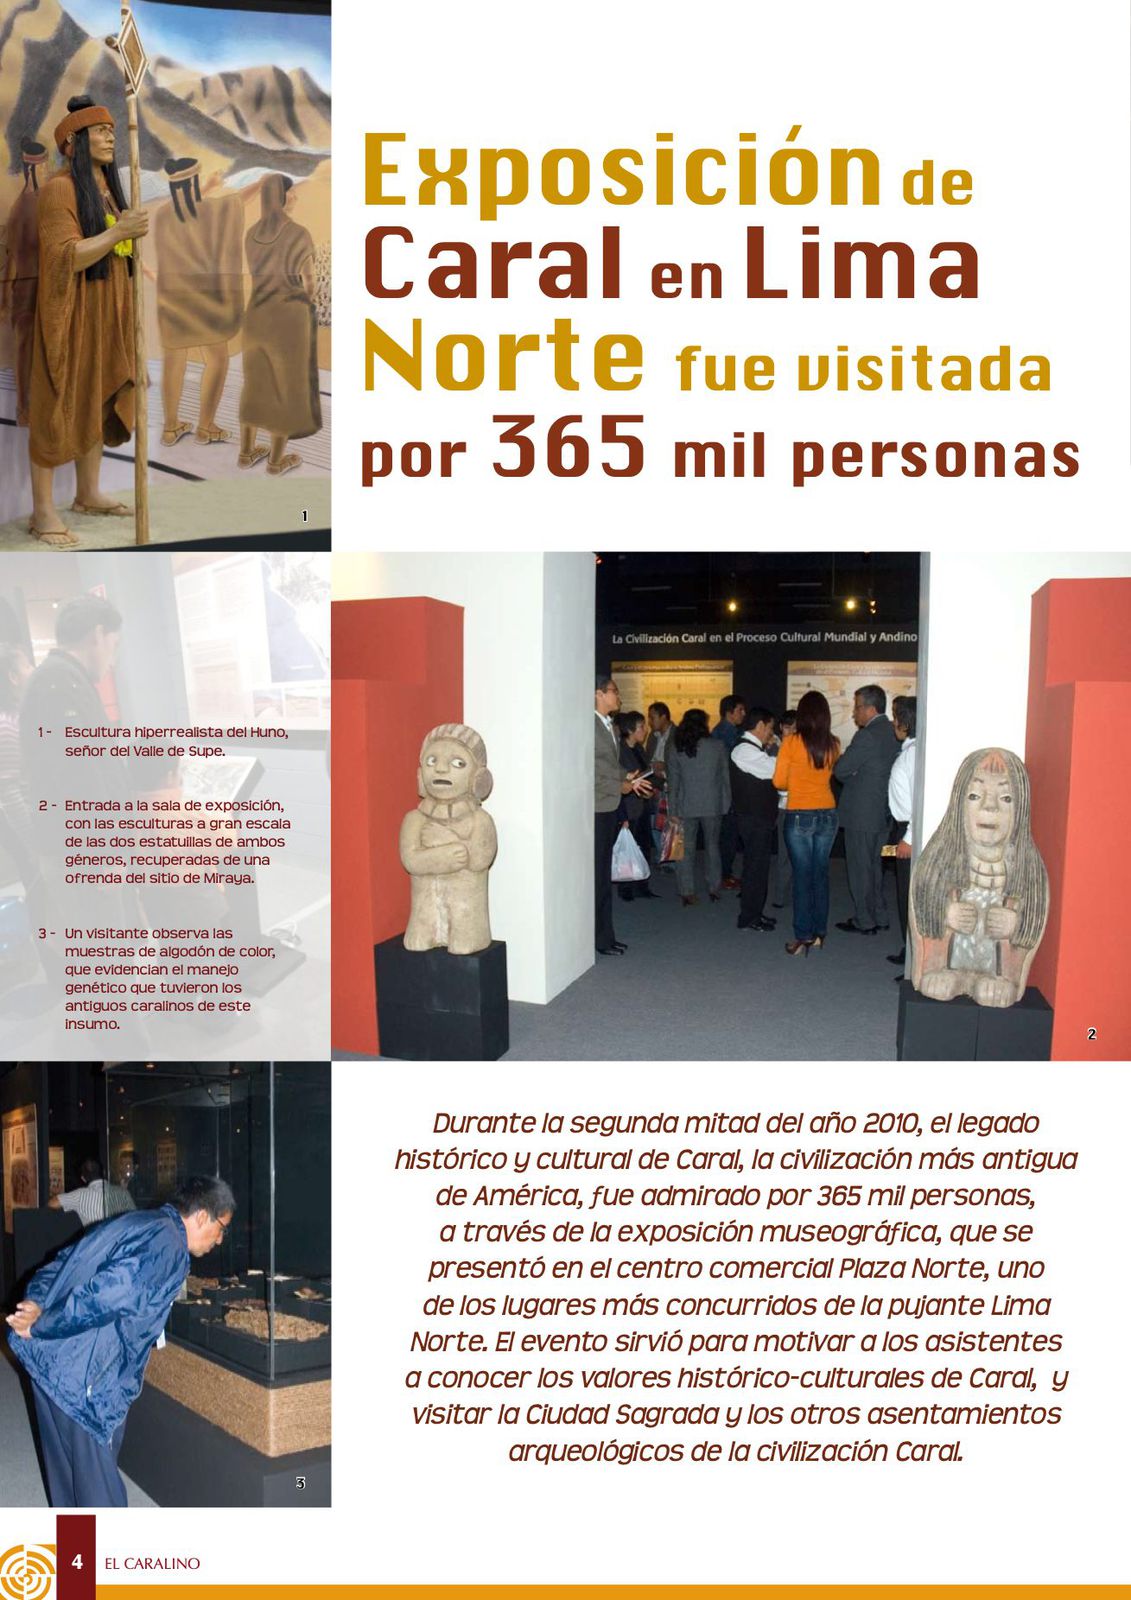 Exposición de
Caral en Lima
Norte fue visitada
por 365 mil personas
1
La Civilización Caral en el Proceso Cultural Mundial y Andino
1 - Escultura hiperrealista del Huno,
señor del Valle de Supe.
2 - Entrada a la sala de exposición,
con las esculturas a gran escala
de las dos estatuillas de ambos
géneros, recuperadas de una
ofrenda del sitio de Miraya.
3 - Un visitante observa las
muestras de algodón de color,
que evidencian el manejo
genético que tuvieron los
antiguos caralinos de este
insumo.
2
Durante la segunda mitad del año 2010, el legado
histórico y cultural de Caral, la civilización más antigua
de América, fue admirado por 365 mil personas,
a través de la exposición museográfica, que se
presentó en el centro comercial Plaza Norte, uno
de los lugares más concurridos de la pujante Lima
Norte. El evento sirvió para motivar a los asistentes
a conocer los valores histórico-culturales de Caral, y
visitar la Ciudad Sagrada y los otros asentamientos
arqueológicos de la civilización Caral.
3
4 EL CARALINO